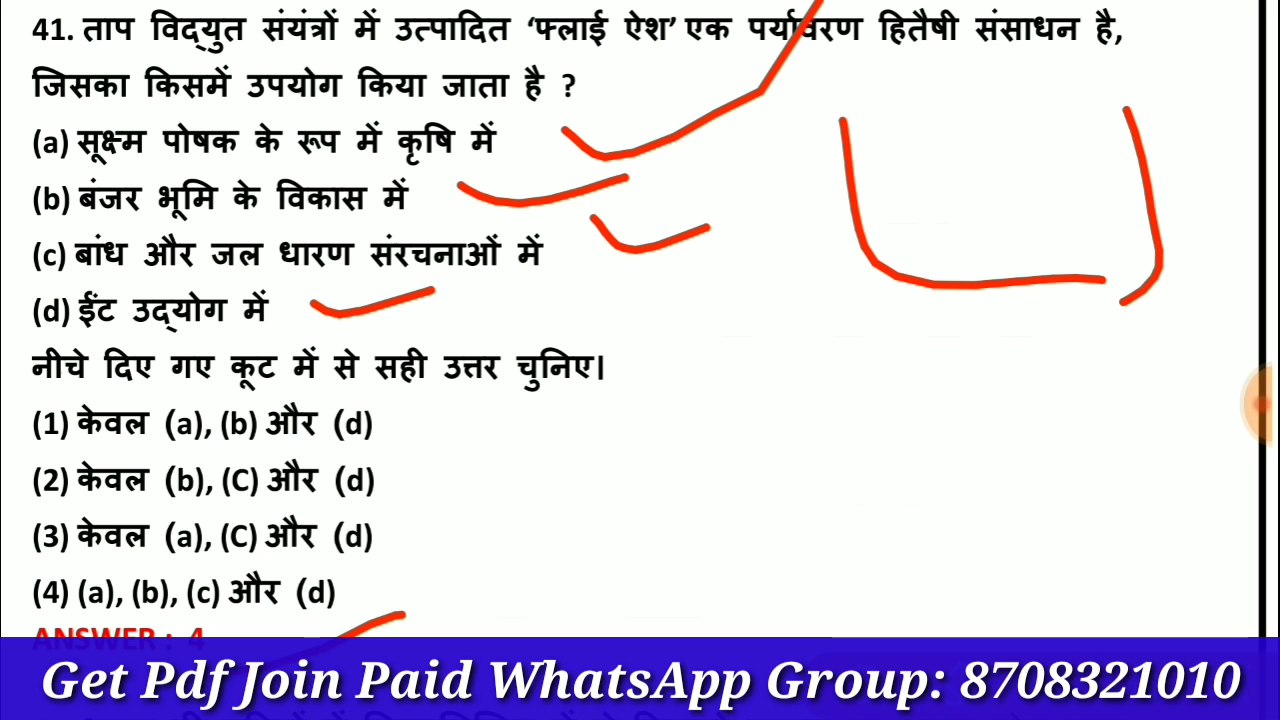 41. ताप विद्युत संयंत्रों में उत्पादित ‘फ्लाई ऐश’ एक पर्यावरण हितैषी संसाधन है,
जिसका किसमें उपयोग किया जाता है ?
(a) सूक्ष्म पोषक के रूप में कृषि में
(b) बंजर भूमि के विकास में
(c) बांध और जल धारण संरचनाओं में
(d) ईंट उद्योग में
नीचे दिए गए कूट में से सही उत्तर चुनिए।
(1) केवल (a), (b) और (d)
(2) केवल (b), (C) और (d)
(3) केवल (a), (C) और (d)
(4) (a), (b), (c) और (d)
ANSWER : 4
Get Pdf Join Paid WhatsApp Group: 8708321010